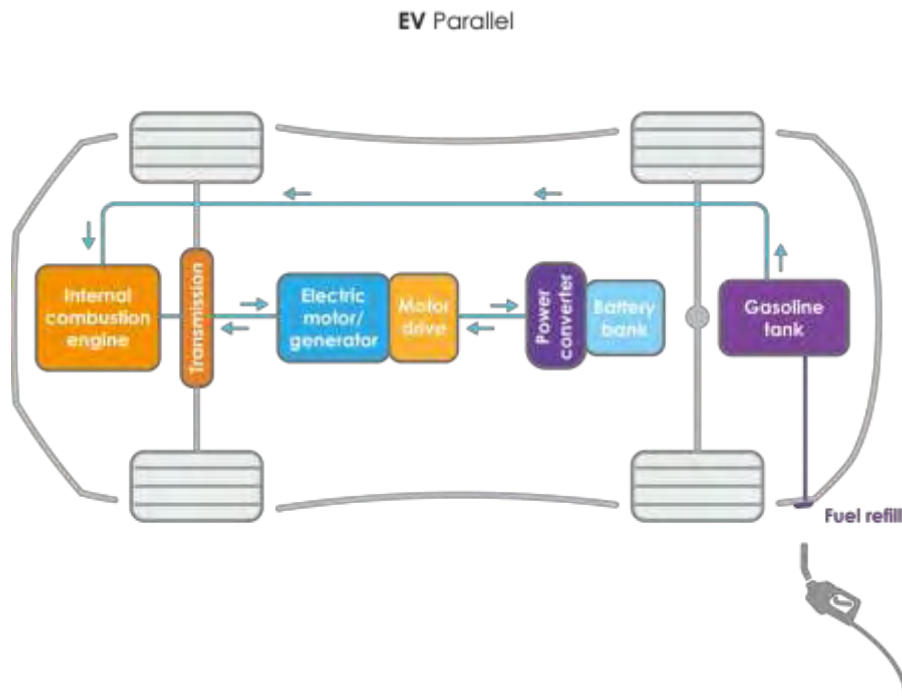 EV Parallel
Internal
combustion
engine
Transmission
Electric
motor/
generator
Motor
drive
Power
converter
Battery
bank
Gasoline
tank
Fuel refill